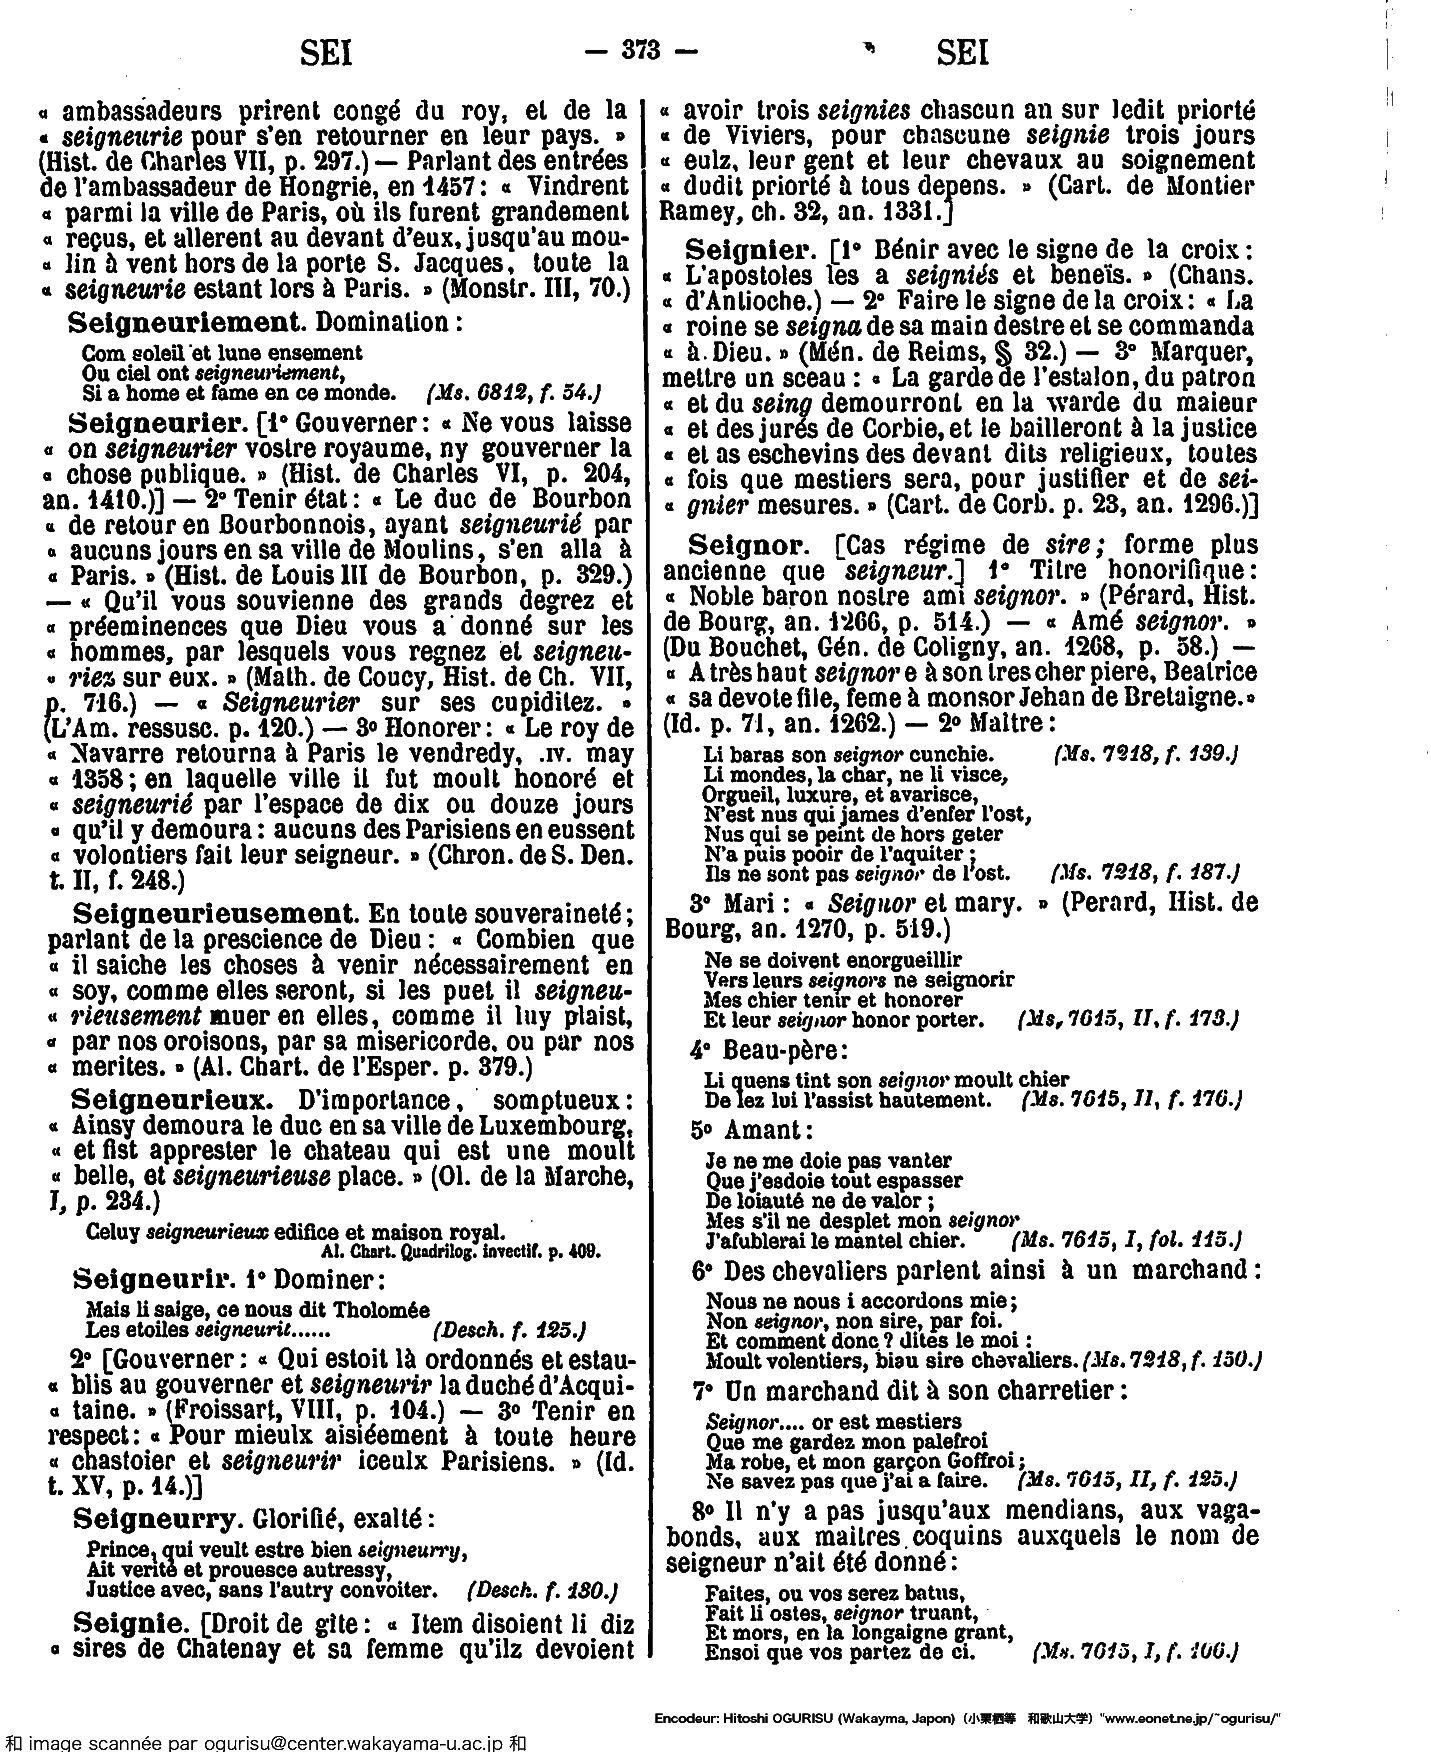 SEI — 373 — SEI
« ambassadeurs prirent congé du roy, et de la
« seigneurie pour s'en retourner en leur pays. »
(Hist. de Charles VII, p. 297.) — Parlant des entrées
de l'ambassadeur de Hongrie, en 1457 : « Vindrent
« parmi la ville de Paris, où ils furent grandement
« reçus, et allerent au devant d'eux, jusqu'au mou-
« lin à vent hors de la porte S. Jacques, toute la
« seigneurie estant lors à Paris. » (Monstr. III, 70.)
Seigneuriement. Domination :
Com soleil et lune ensement
Ou ciel ont seigneuriement,
Si a home et fame en ce monde. (Ms. 6812, f. 54.)
Seigneurier. [1° Gouverner : « Ne vous laisse
« on seigneurier vostre royaume, ny gouverner la
« chose publique. » (Hist. de Charles VI, p. 204,
an. 1410.)] — 2° Tenir état : « Le duc de Bourbon
« de retour en Bourbonnois, ayant seigneurié par
« aucuns jours en sa ville de Moulins, s'en alla à
« Paris. » (Hist. de Louis III de Bourbon, p. 329.)
— « Qu'il vous souvienne des grands degrez et
« préeminences que Dieu vous a donné sur les
« hommes, par lesquels vous regnez et seigneu-
« riez sur eux. » (Math. de Coucy, Hist. de Ch. VII,
p. 716.) — « Seigneurier sur ses cupiditez. »
(L'Am. ressusc. p. 120.) — 3° Honorer : « Le roy de
« Navarre retourna à Paris le vendredy, .IV. may
« 1358 ; en laquelle ville il fut moult honoré et
« seigneurié par l'espace de dix ou douze jours
« qu'il y demoura : aucuns des Parisiens en eussent
« volontiers fait leur seigneur. » (Chron. de S. Den.
t. II, f. 248.)
Seigneurieusement. En toute souveraineté ;
parlant de la prescience de Dieu : « Combien que
« il saiche les choses à venir nécessairement en
« soy, comme elles seront, si les puet il seigneu-
« rieusement muer en elles, comme il luy plaist,
« par nos oroisons, par sa misericorde, ou par nos
« merites. » (Al. Chart. de l'Esper. p. 379.)
Seigneurieux. D'importance, somptueux :
« Ainsy demoura le duc en sa ville de Luxembourg,
« et fist apprester le chateau qui est une moult
« belle, et seigneurieuse place. » (Ol. de la Marche,
I, p. 234.)
Celuy seigneurieux edifice et maison royal.
Al. Chart. Quadrilog. invectif. p. 409.
Seigneurir. 1° Dominer :
Mais li saige, ce nous dit Tholomée
Les etoiles seigneurit...... (Desch. f. 125.)
2° [Gouverner : « Qui estoit là ordonnés et estau-
« blis au gouverner et seigneurir la duché d'Acqui-
« taine. » (Froissart, VIII, p. 104.) — 3° Tenir en
respect : « Pour mieulx aisiéement à toute heure
« chastoier et seigneurir iceulx Parisiens. » (Id.
t. XV, p. 14.)]
Seigneurry. Glorifié, exalté :
Prince, qui veult estre bien seigneurry,
Ait verité et prouesce autressy,
Justice avec, sans l'autry convoiter. (Desch. f. 180.)
Seignie. [Droit de gîte : « Item disoient li diz
« sires de Chatenay et sa femme qu'ilz devoient
« avoir trois seignies chascun an sur ledit priorté
« de Viviers, pour chascune seignie trois jours
« eulz, leur gent et leur chevaux au soignement
« dudit priorté à tous depens. » (Cart. de Montier
Ramey, ch. 32, an. 1331.]
Seignier. [1° Bénir avec le signe de la croix :
« L'apostoles les a seigniés et beneïs. » (Chans.
« d'Antioche.) — 2° Faire le signe de la croix : « La
« roine se seigna de sa main destre et se commanda
« à Dieu. » (Mén. de Reims, § 32.) — 3° Marquer,
mettre un sceau : « La garde de l'estalon, du patron
« et du seing demourront en la warde du maieur
« et des jurés de Corbie, et le bailleront à la justice
« et as eschevins des devant dits religieux, toutes
« fois que mestiers sera, pour justifier et de sei-
« gnier mesures. » (Cart. de Corb. p. 23, an. 1296.)]
Seignor. [Cas régime de sire ; forme plus
ancienne que seigneur.] 1° Titre honorifique :
« Noble baron nostre ami seignor. » (Pérard, Hist.
de Bourg, an. 1266, p. 514.) — « Amé seignor. »
(Du Bouchet, Gén. de Coligny, an. 1268, p. 58.) —
« A très haut seignor e à son tres cher piere, Beatrice
« sa devote file, feme à monsor Jehan de Bretaigne. »
(Id. p. 71, an. 1262.) — 2° Maître :
Li baras son seignor cunchie. (Ms. 7218, f. 139.)
Li mondes, la char, ne li visce,
Orgueil, luxure, et avarisce,
N'est nus qui james d'enfer l'ost,
Nus qui se peint de hors geter
N'a puis pooir de l'aquiter ;
Ils ne sont pas seignor de l'ost. (Ms. 7218, f. 187.)
3° Mari : « Seignor et mary. » (Perard, Hist. de
Bourg, an. 1270, p. 519.)
Ne se doivent enorgueillir
Vers leurs seignors ne seignorir
Mes chier tenir et honorer
Et leur seignor honor porter. (Ms, 7615, II, f. 173.)
4° Beau-père :
Li quens tint son seignor moult chier
De lez lui l'assist hautement. (Ms. 7615, II, f. 176.)
5° Amant :
Je ne me doie pas vanter
Que j'esdoie tout espasser
De loiauté ne de valor ;
Mes s'il ne desplet mon seignor
J'afublerai le mantel chier. (Ms. 7615, I, fol. 115.)
6° Des chevaliers parlent ainsi à un marchand :
Nous ne nous i accordons mie ;
Non seignor, non sire, par foi.
Et comment donc ? dites le moi :
Moult volentiers, biau sire chevaliers. (Ms. 7218, f. 150.)
7° Un marchand dit à son charretier :
Seignor.... or est mestiers
Que me gardez mon palefroi
Ma robe, et mon garçon Goffroi ;
Ne savez pas que j'ai a faire. (Ms. 7615, II, f. 125.)
8° Il n'y a pas jusqu'aux mendians, aux vaga-
bonds, aux maitres coquins auxquels le nom de
seigneur n'ait été donné :
Faites, ou vos serez batus,
Fait li ostes, seignor truant,
Et mors, en la longaigne grant,
Ensoi que vos partez de ci. (Ms. 7615, I, f. 106.)
Encodeur: Hitoshi OGURISU (Wakayma, Japon) (小栗栖等 和歌山大学) "www.eonet.ne.jp/~ogurisu/"
和 image scannée par ogurisu@center.wakayama-u.ac.jp 和